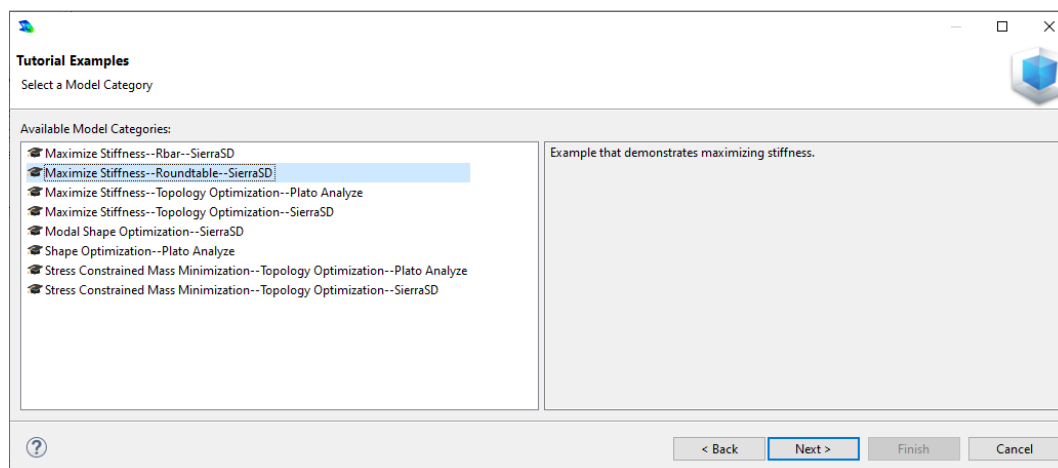 Tutorial Examples
Select a Model Category
Available Model Categories:
Maximize Stiffness--Rbar--SierraSD
Maximize Stiffness--Roundtable--SierraSD
Maximize Stiffness--Topology Optimization--Plato Analyze
Maximize Stiffness--Topology Optimization--SierraSD
Modal Shape Optimization--SierraSD
Shape Optimization--Plato Analyze
Stress Constrained Mass Minimization--Topology Optimization--Plato Analyze
Stress Constrained Mass Minimization--Topology Optimization--SierraSD
Example that demonstrates maximizing stiffness.
?
< Back Next > Finish Cancel